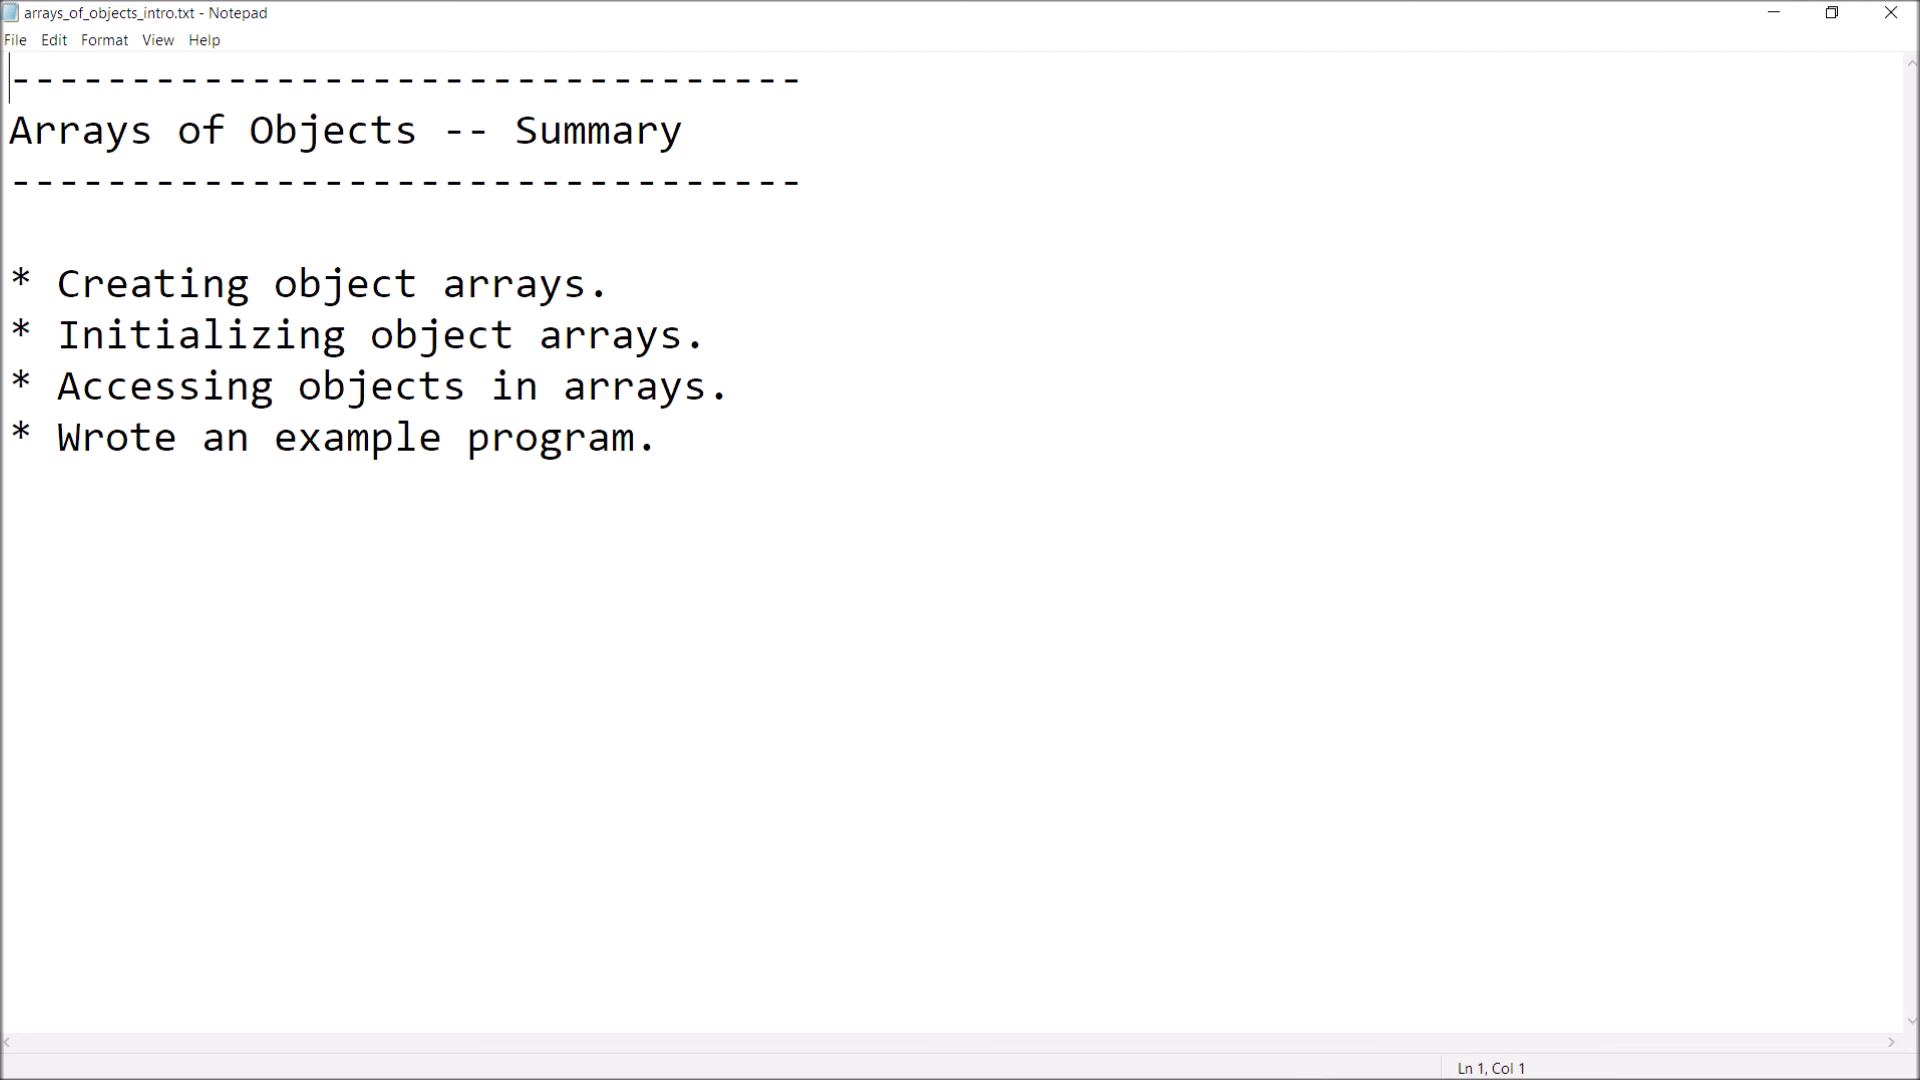 arrays_of_objects_intro.txt - Notepad
File Edit Format View Help
---------------------------------
Arrays of Objects -- Summary
---------------------------------
* Creating object arrays.
* Initializing object arrays.
* Accessing objects in arrays.
* Wrote an example program.
Ln 1, Col 1